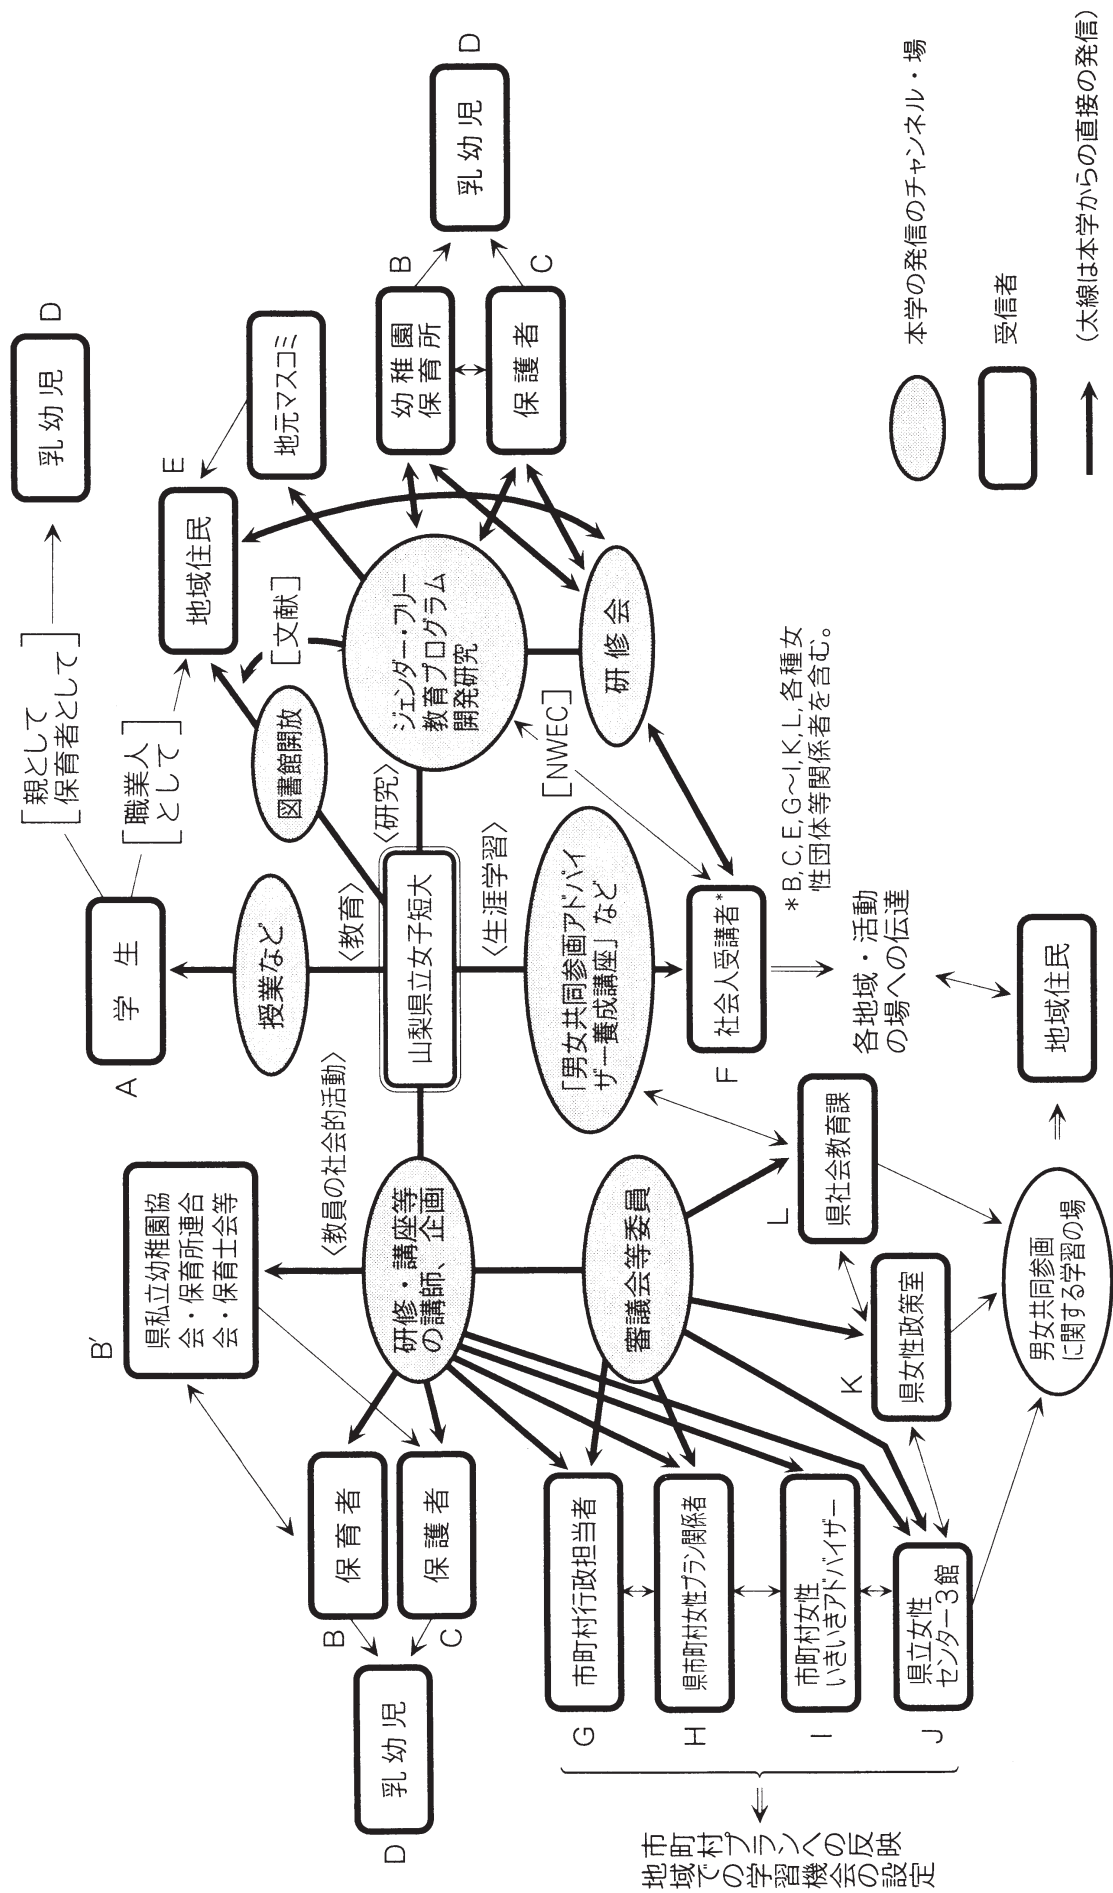 B′
県私立幼稚園協
会・保育所連合
会・保育士会等
A
学生
親として
保育者として
職業人
として
乳幼児
D
授業など
〈教育〉
図書館開放
[文献]
地域住民
E
地元マスコミ
〈教員の社会的活動〉
D
乳幼児
B
保育者
C
保護者
研修・講座等
の講師、企画
山梨県立女子短大
〈研究〉
ジェンダー・フリー
教育プログラム
開発研究
幼稚園
保育所
B
保護者
C
乳幼児
D
〈生涯学習〉
審議会等委員
「男女共同参画アドバイ
ザー養成講座」など
[NWEC]
研修会
G
市町村行政担当者
H
県市町村女性プラン関係者
I
市町村女性
いきいきアドバイザー
J
県立女性
センター3館
K
県女性政策室
L
県社会教育課
F
社会人受講者*
*B,C,E,G〜I,K,L,各種女
性団体等関係者を含む。
各地域・活動
の場への伝達
市町村プランへの反映
地域での学習機会の設定
男女共同参画
に関する学習の場
地域住民
本学の発信のチャンネル・場
受信者
(太線は本学からの直接の発信)